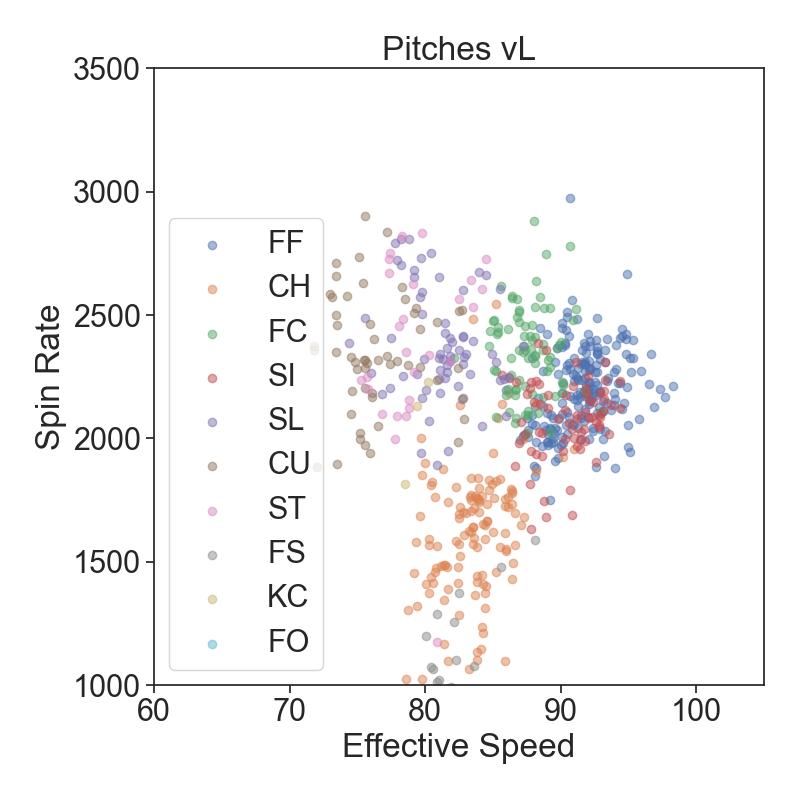 Pitches vL
3500
3000
2500
2000
1500
1000
Spin Rate
FF
CH
FC
SI
SL
CU
ST
FS
KC
FO
60 70 80 90 100
Effective Speed